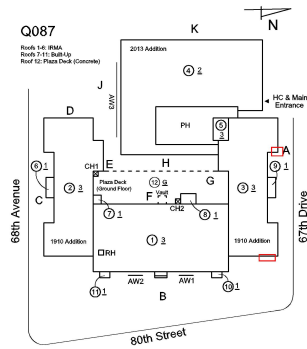 Q087
Roofs 1-6: IRMA
Roofs 7-11: Built-Up
Roof 12: Plaza Deck (Concrete)
N
K
2013 Addition
4 2
J
AW3
HC & Main
Entrance
PH
5
3
D
A
CH1
E
H
6 1
2 3
Plaza Deck
(Ground Floor)
12 G
G
3 3
9 1
Vault
F
C
7 1
CH2
8 1
68th Avenue
67th Drive
1910 Addition
RH
1 3
1910 Addition
11 1
AW2
AW1
10 1
B
80th Street